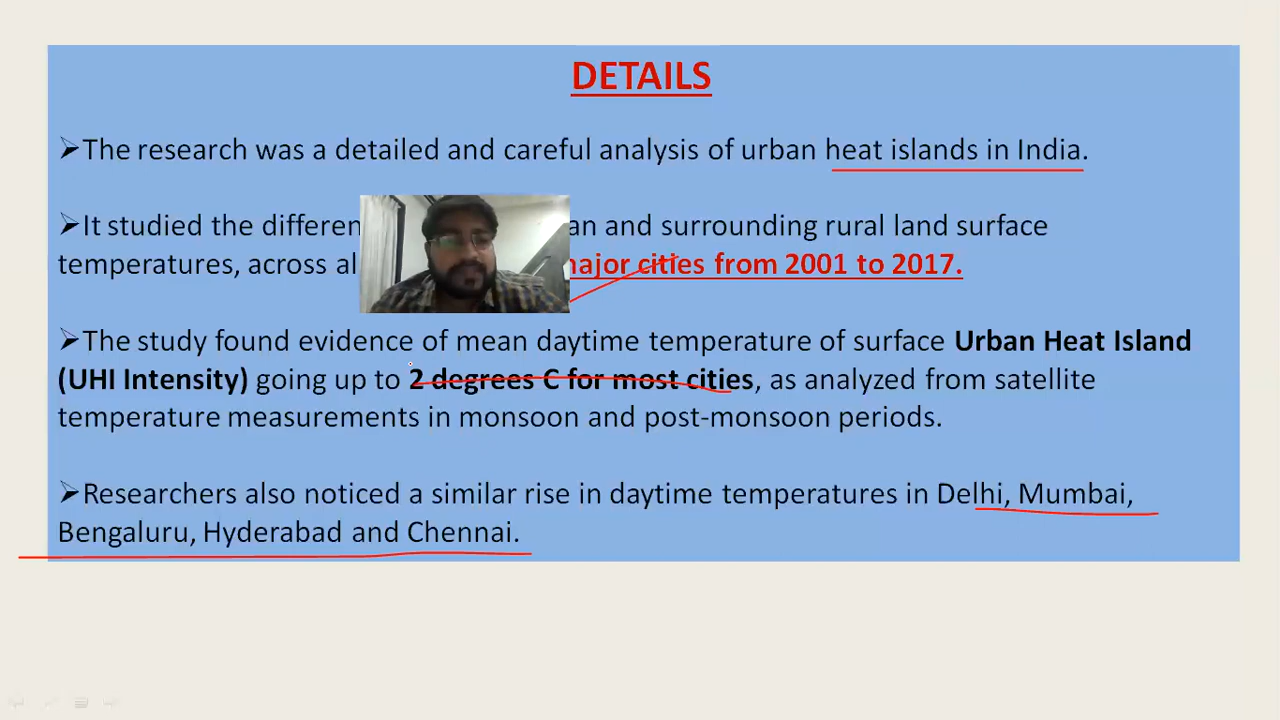 DETAILS
➢The research was a detailed and careful analysis of urban heat islands in India.
➢It studied the an and surrounding rural land surface
temperatures, across cities from 2001 to 2017.
➢The study found evidence of mean daytime temperature of surface Urban Heat Island
(UHI Intensity) going up to 2 degrees C for most cities, as analyzed from satellite
temperature measurements in monsoon and post-monsoon periods.
➢Researchers also noticed a similar rise in daytime temperatures in Delhi, Mumbai,
Bengaluru, Hyderabad and Chennai.